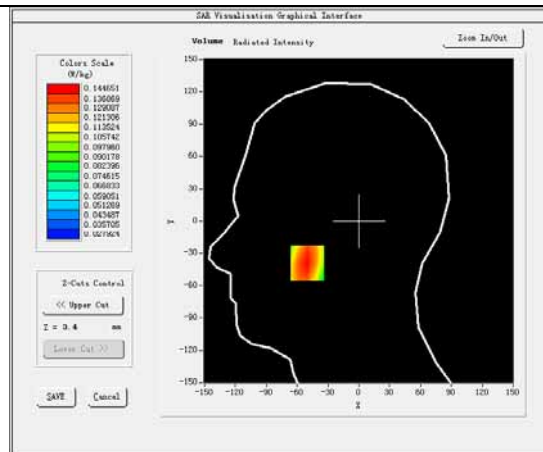 SAR Visualisation Graphical Interface
Volume Radiated Intensity
Zoom In/Out
Colors Scale
(W/kg)
0.144651
0.136869
0.129087
0.121306
0.113524
0.105742
0.097960
0.090178
0.082396
0.074615
0.066833
0.059051
0.051269
0.043487
0.035705
0.027924
Z-Cuts Control
<< Upper Cut
Z = 3.4 mm
Lower Cut >>
SAVE
Cancel
150-
120-
90-
60-
30-
Y
0-
-30-
-60-
-90-
-120-
-150-
-150 -120 -90 -60 -30 0 30 60 90 120 150
X